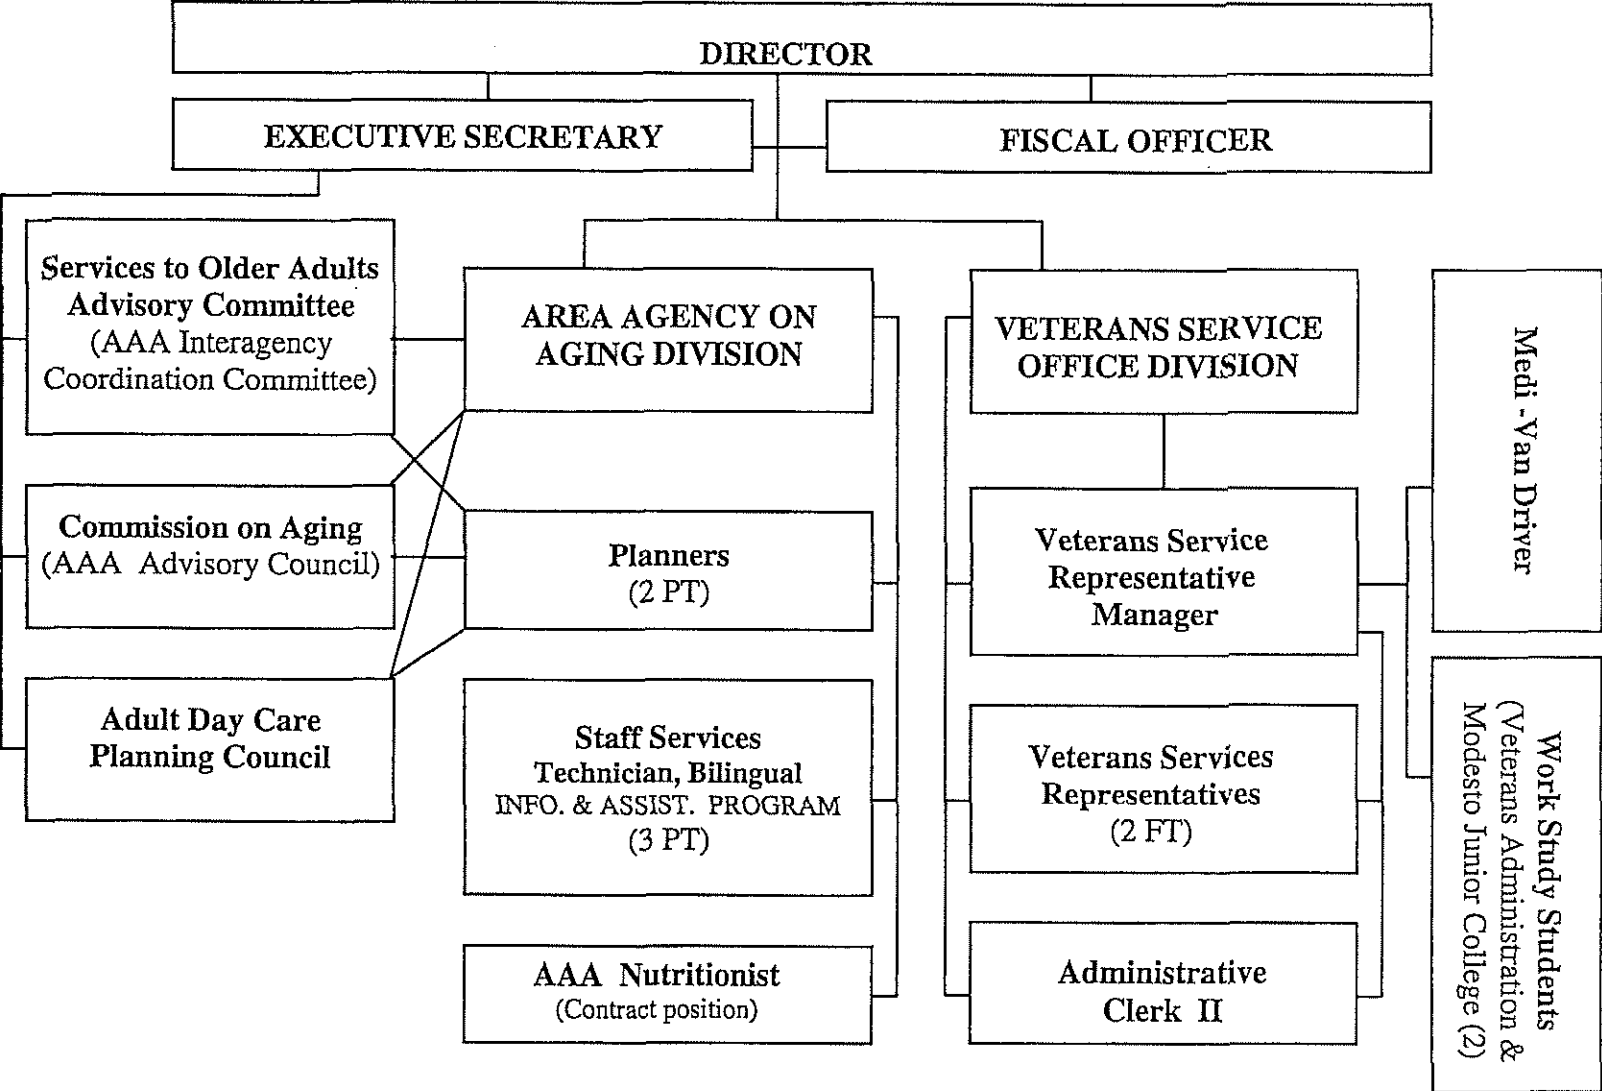 DIRECTOR
EXECUTIVE SECRETARY
FISCAL OFFICER
Services to Older Adults
Advisory Committee
(AAA Interagency
Coordination Committee)
AREA AGENCY ON
AGING DIVISION
VETERANS SERVICE
OFFICE DIVISION
Medi -Van Driver
Commission on Aging
(AAA Advisory Council)
Planners
(2 PT)
Veterans Service
Representative
Manager
Adult Day Care
Planning Council
Staff Services
Technician, Bilingual
INFO. & ASSIST. PROGRAM
(3 PT)
Veterans Services
Representatives
(2 FT)
Work Study Students
(Veterans Administration &
Modesto Junior College (2)
AAA Nutritionist
(Contract position)
Administrative
Clerk II